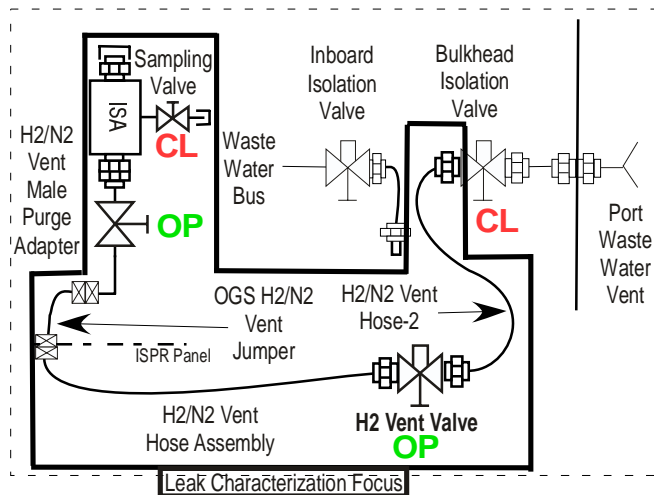 Sampling
Valve
ISA
CL
H2/N2
Vent
Male
Purge
Adapter
OP
Inboard
Isolation
Valve
Bulkhead
Isolation
Valve
Waste
Water
Bus
CL
Port
Waste
Water
Vent
OGS H2/N2
Vent
Jumper
H2/N2 Vent
Hose-2
ISPR Panel
H2/N2 Vent
Hose Assembly
H2 Vent Valve
OP
Leak Characterization Focus